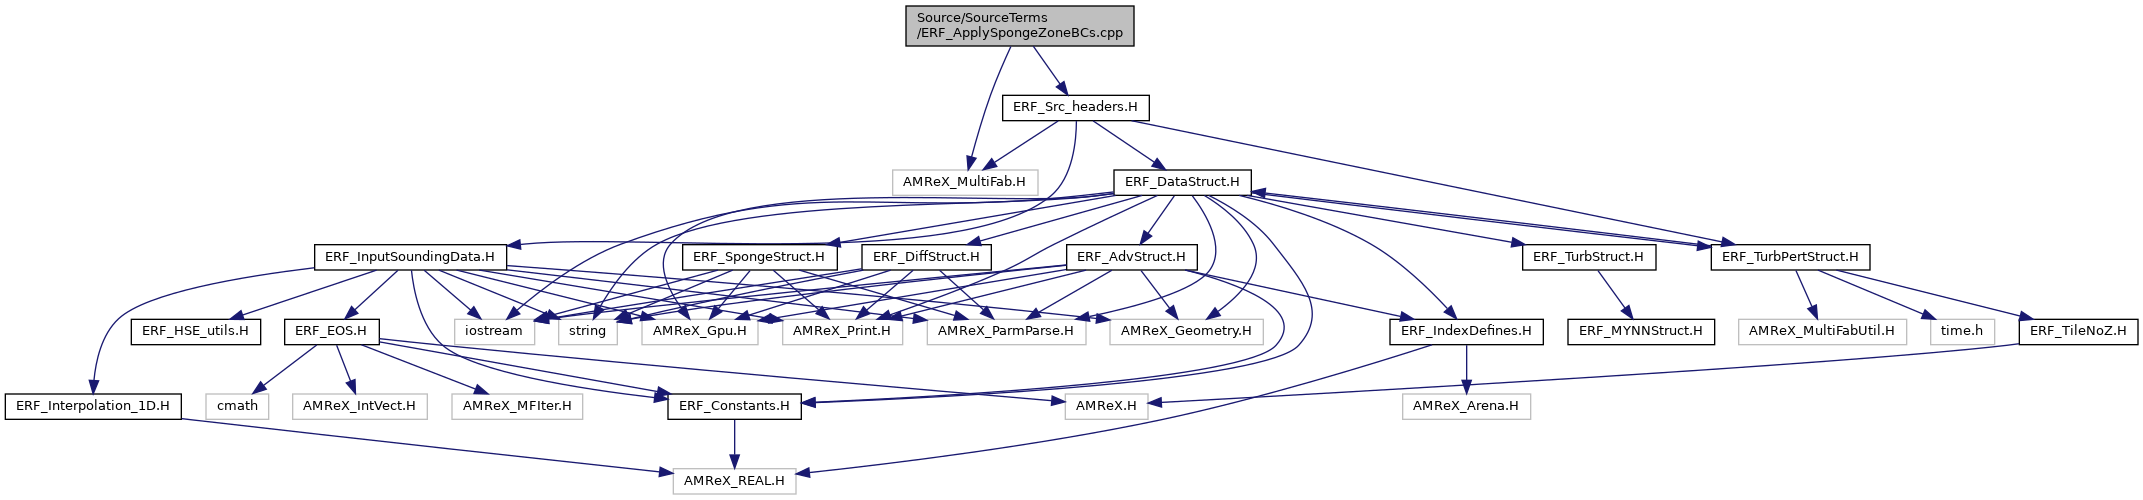 Source/SourceTerms
/ERF_ApplySpongeZoneBCs.cpp
ERF_Src_headers.H
AMReX_MultiFab.H
ERF_DataStruct.H
ERF_InputSoundingData.H
ERF_SpongeStruct.H
ERF_DiffStruct.H
ERF_AdvStruct.H
ERF_TurbStruct.H
ERF_TurbPertStruct.H
ERF_HSE_utils.H
ERF_EOS.H
iostream
string
AMReX_Gpu.H
AMReX_Print.H
AMReX_ParmParse.H
AMReX_Geometry.H
ERF_IndexDefines.H
ERF_MYNNStruct.H
AMReX_MultiFabUtil.H
time.h
ERF_TileNoZ.H
ERF_Interpolation_1D.H
cmath
AMReX_IntVect.H
AMReX_MFIter.H
ERF_Constants.H
AMReX.H
AMReX_Arena.H
AMReX_REAL.H